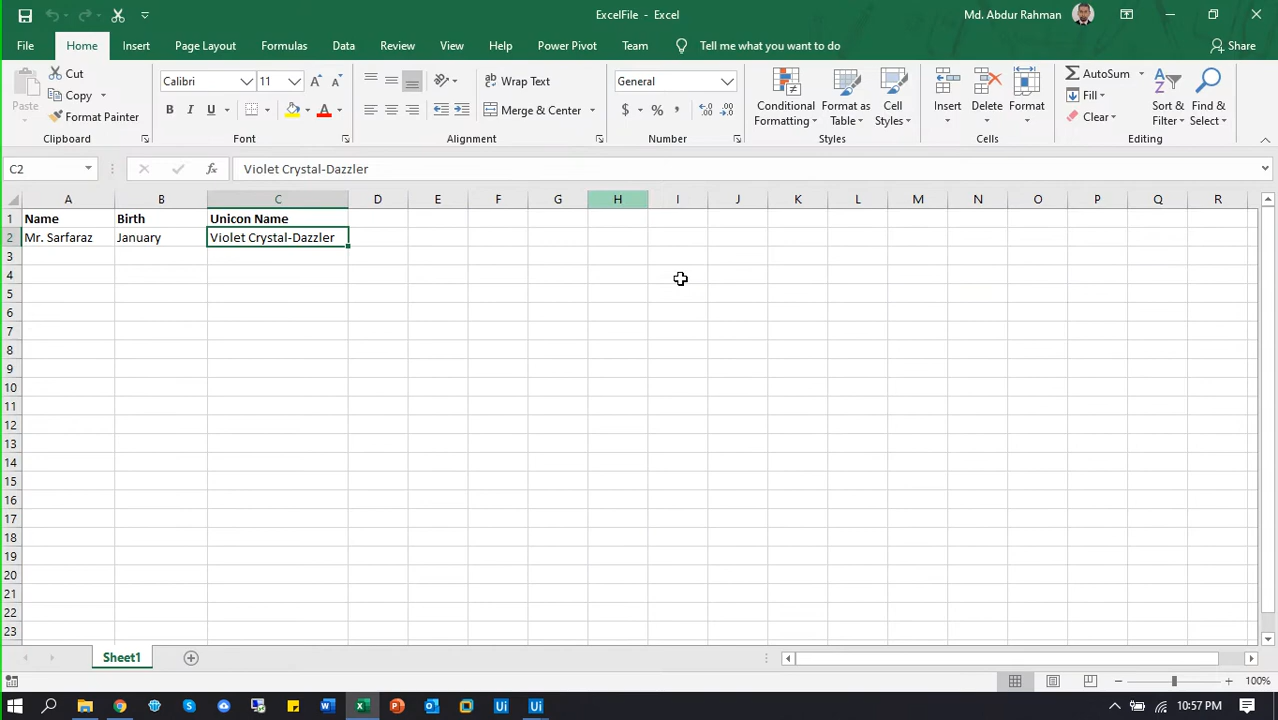 ExcelFile - Excel
Md. Abdur Rahman
File Home Insert Page Layout Formulas Data Review View Help Power Pivot Team Tell me what you want to do Share
Paste
Cut
Copy
Format Painter
Clipboard
Calibri 11
B I U
Font
Wrap Text
Merge & Center
Alignment
General
$ % ,
Number
Conditional Formatting
Format as Table
Cell Styles
Styles
Insert
Delete
Format
Cells
AutoSum
Fill
Clear
Sort & Filter
Find & Select
Editing
C2 fx Violet Crystal-Dazzler
A B C D E F G H I J K L M N O P Q R
1 Name Birth Unicon Name
2 Mr. Sarfaraz January Violet Crystal-Dazzler
3
4
5
6
7
8
9
10
11
12
13
14
15
16
17
18
19
20
21
22
23
Sheet1
100%
10:57 PM